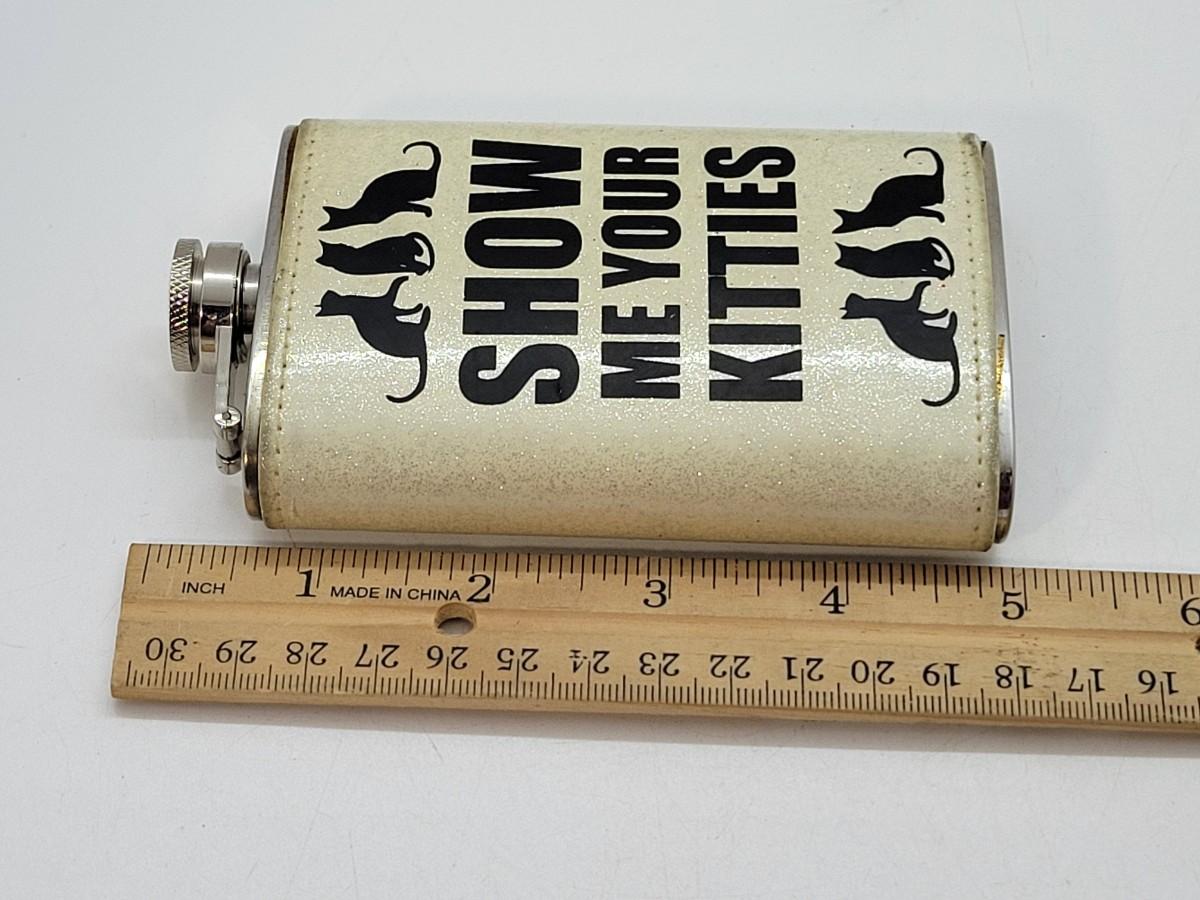 SHOW
ME YOUR
KITTIES
INCH 1 MADE IN CHINA 2 3 4 5 6
30 29 28 27 26 25 24 23 22 21 20 19 18 17 16